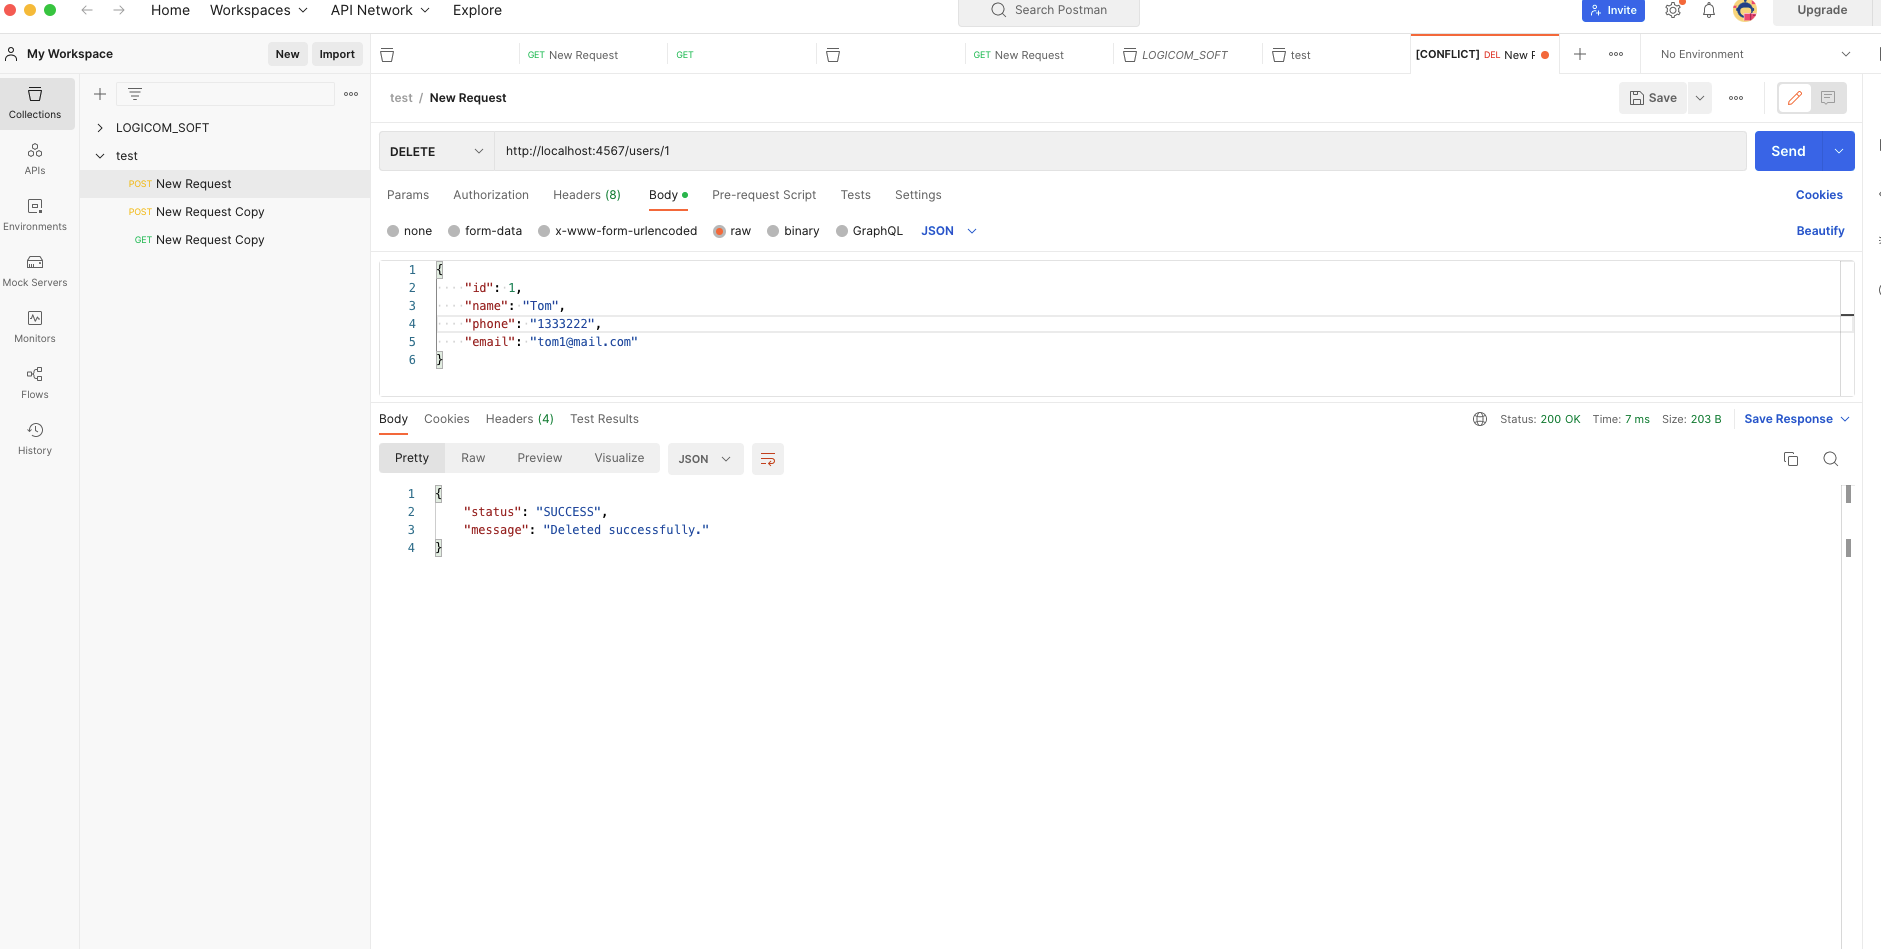 Home Workspaces API Network Explore Search Postman Invite Upgrade
My Workspace New Import GET New Request GET GET New Request LOGICOM_SOFT test [CONFLICT] DEL New No Environment
Collections
APIs
Environments
Mock Servers
Monitors
Flows
History
LOGICOM_SOFT
test
POST New Request
POST New Request Copy
GET New Request Copy
test / New Request Save
DELETE http://localhost:4567/users/1 Send
Params Authorization Headers (8) Body Pre-request Script Tests Settings Cookies
none form-data x-www-form-urlencoded raw binary GraphQL JSON Beautify
1 {
2 "id": 1,
3 "name": "Tom",
4 "phone": "1333222",
5 "email": "tom1@mail.com"
6 }
Body Cookies Headers (4) Test Results Status: 200 OK Time: 7 ms Size: 203 B Save Response
Pretty Raw Preview Visualize JSON
1 {
2 "status": "SUCCESS",
3 "message": "Deleted successfully."
4 }